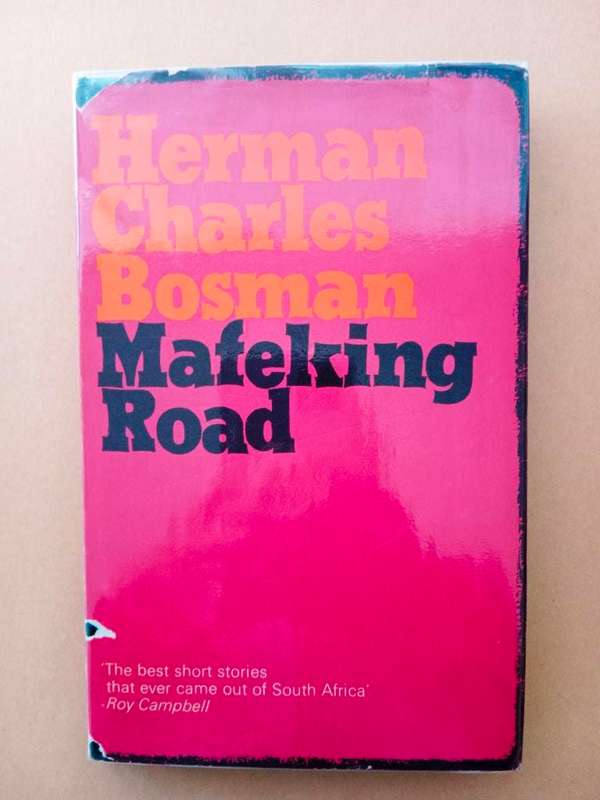 Herman
Charles
Bosman
Mafeking
Road
'The best short stories
that ever came out of South Africa'
-Roy Campbell